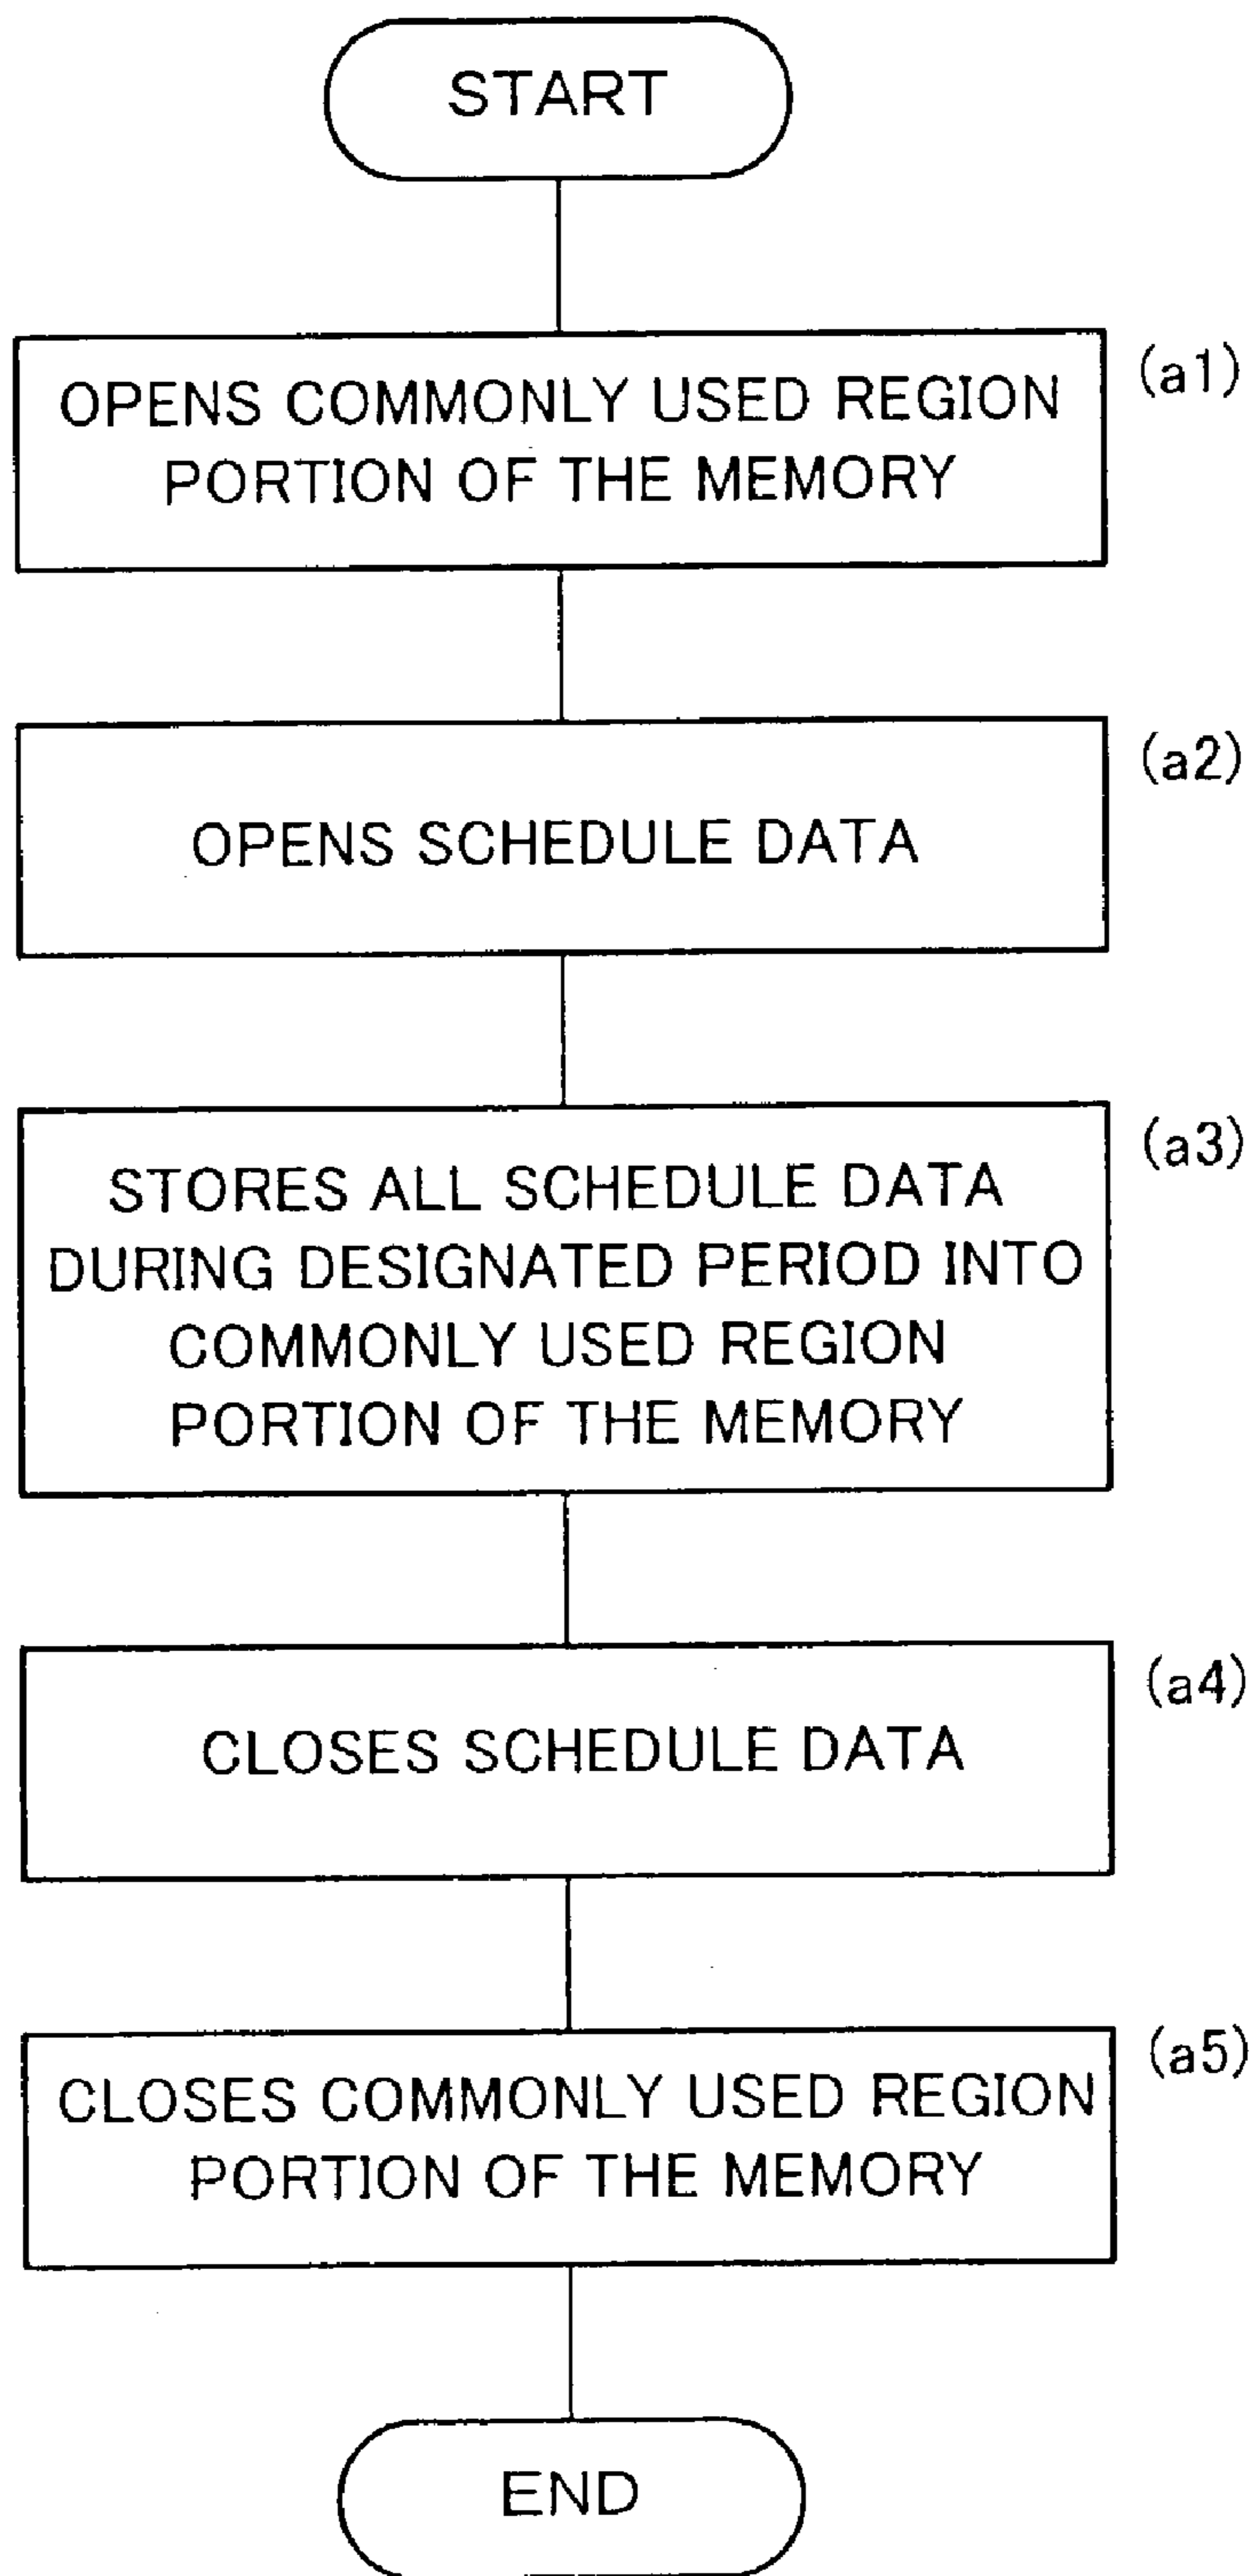 START
(a1)
OPENS COMMONLY USED REGION
PORTION OF THE MEMORY
(a2)
OPENS SCHEDULE DATA
(a3)
STORES ALL SCHEDULE DATA
DURING DESIGNATED PERIOD INTO
COMMONLY USED REGION
PORTION OF THE MEMORY
(a4)
CLOSES SCHEDULE DATA
(a5)
CLOSES COMMONLY USED REGION
PORTION OF THE MEMORY
END